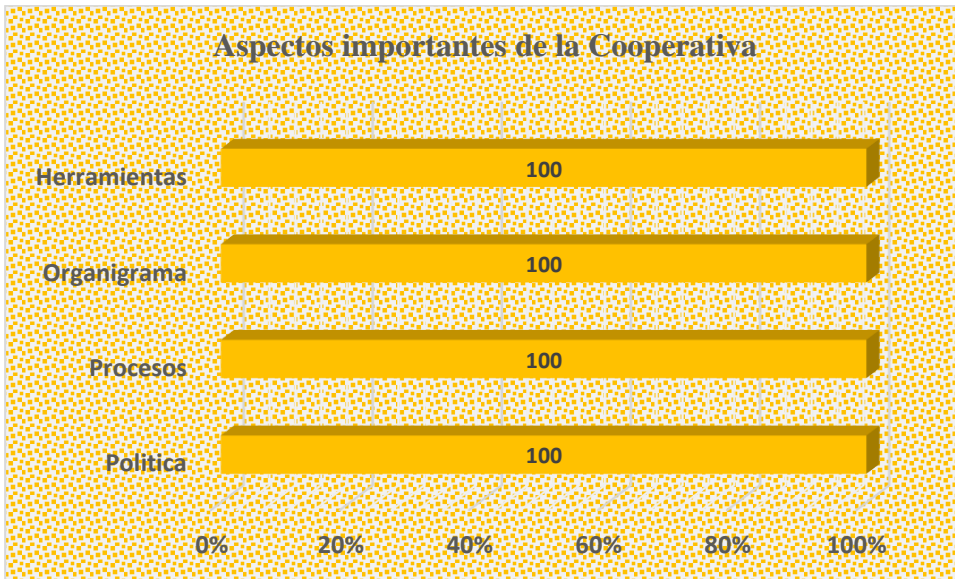 Aspectos importantes de la Cooperativa
Herramientas
100
Organigrama
100
Procesos
100
Politica
100
0% 20% 40% 60% 80% 100%